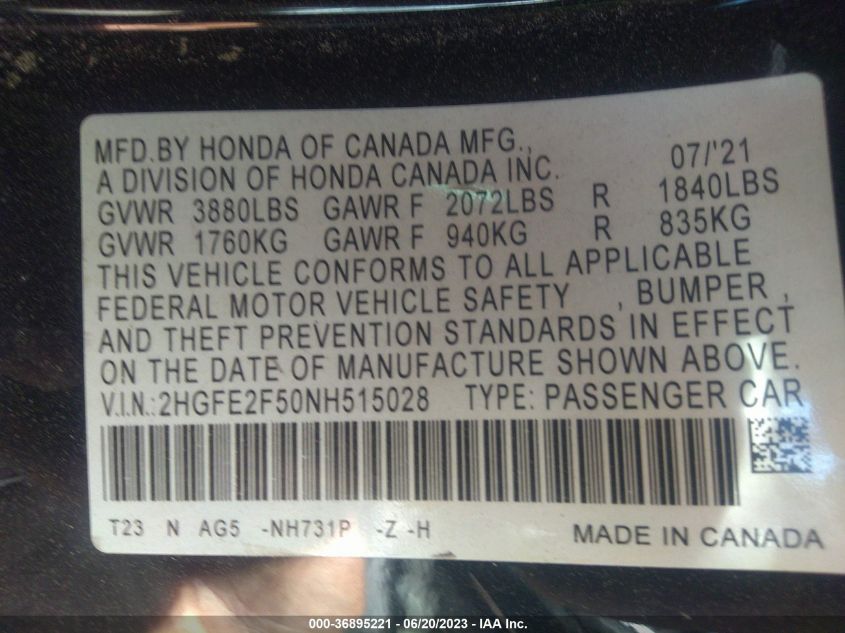 MFD.BY HONDA OF CANADA MFG., 07/'21
A DIVISION OF HONDA CANADA INC.
GVWR 3880LBS GAWR F 2072LBS R 1840LBS
GVWR 1760KG GAWR F 940KG R 835KG
THIS VEHICLE CONFORMS TO ALL APPLICABLE
FEDERAL MOTOR VEHICLE SAFETY , BUMPER ,
AND THEFT PREVENTION STANDARDS IN EFFECT
ON THE DATE OF MANUFACTURE SHOWN ABOVE.
V.I.N.:2HGFE2F50NH515028 TYPE: PASSENGER CAR
T23 N AG5 -NH731P -Z -H MADE IN CANADA
000-36895221 - 06/20/2023 - IAA Inc.